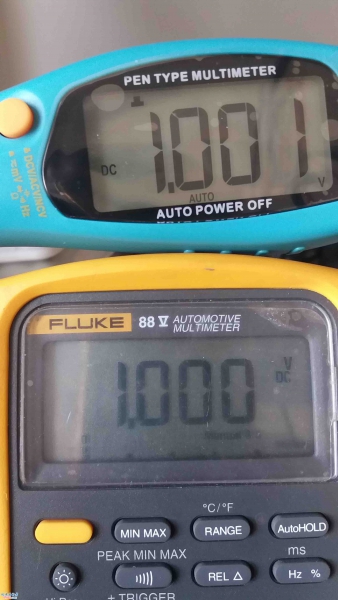 PEN TYPE MULTIMETER
DC 1.001 V
AUTO
AUTO POWER OFF
FLUKE 88 V AUTOMOTIVE MULTIMETER
1.000 V DC
°C/°F
MIN MAX RANGE AutoHOLD
PEAK MIN MAX ms
REL Δ Hz %
+ TRIGGER